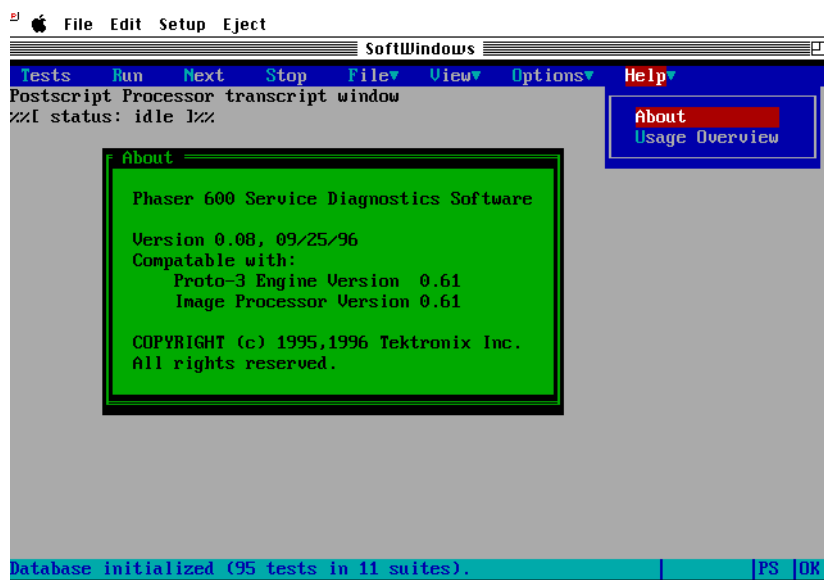 File Edit Setup Eject
SoftWindows
Tests Run Next Stop File▼ View▼ Options▼ Help▼
Postscript Processor transcript window
%%[ status: idle ]%%
About
Usage Overview
About
Phaser 600 Service Diagnostics Software
Version 0.08, 09/25/96
Compatable with:
Proto-3 Engine Version 0.61
Image Processor Version 0.61
COPYRIGHT (c) 1995,1996 Tektronix Inc.
All rights reserved.
Database initialized (95 tests in 11 suites). PS OK